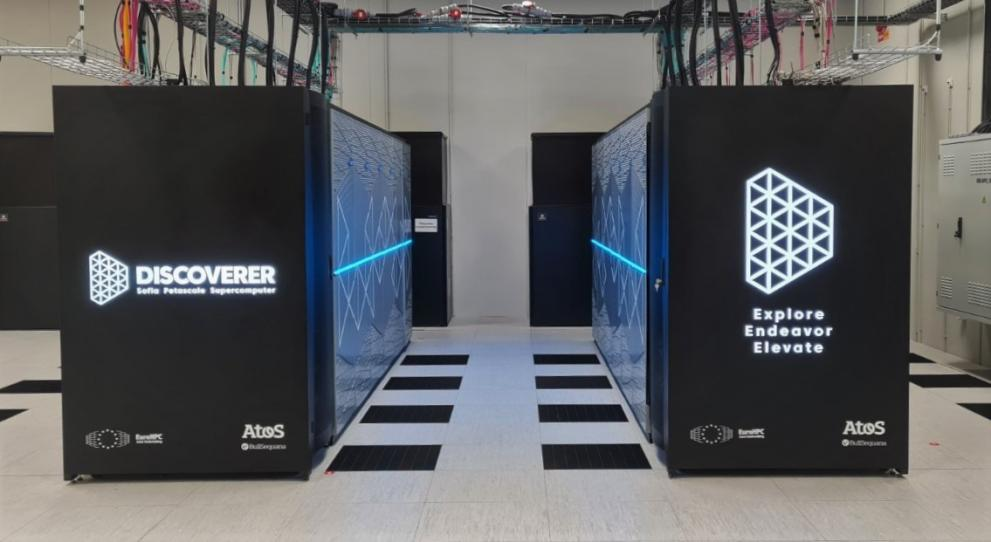 DISCOVERER
Sofia Petascale Supercomputer
EuroHPC
Atos
BullSequana
Explore
Endeavor
Elevate
EuroHPC
Atos
BullSequana